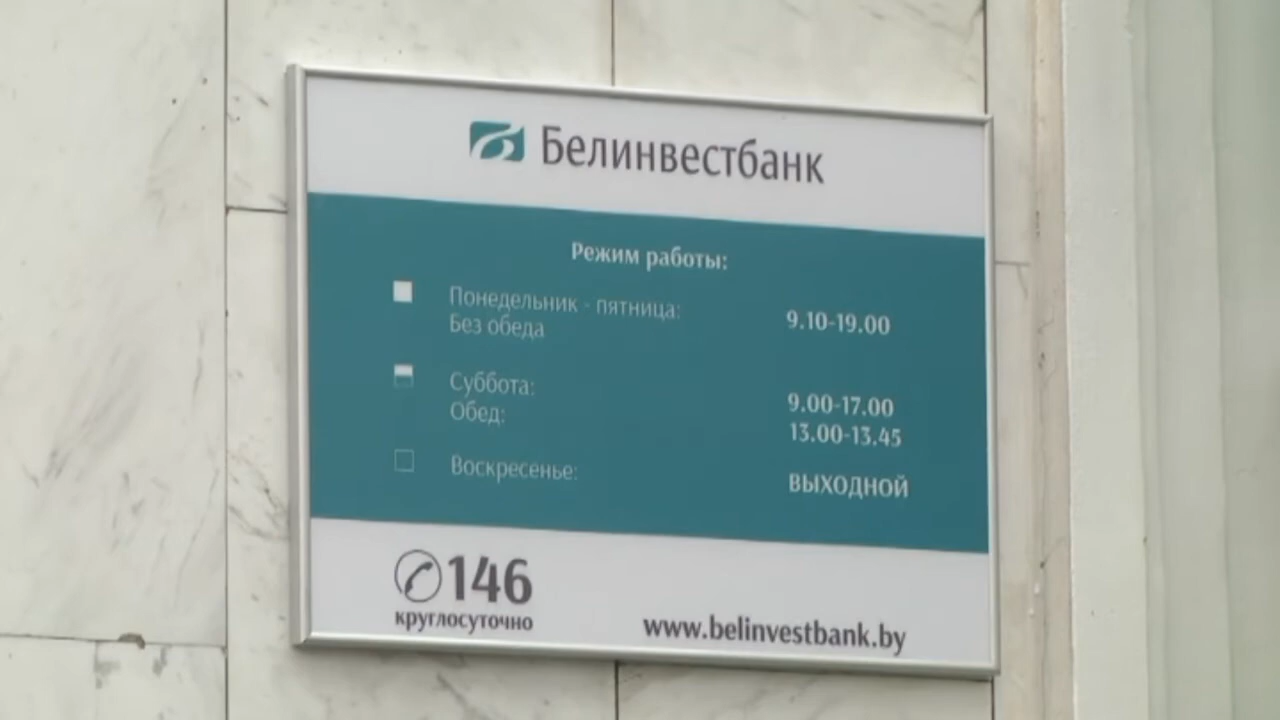 Белинвестбанк
Режим работы:
Понедельник - пятница:
Без обеда
9.10-19.00
Суббота:
9.00-17.00
Обед:
13.00-13.45
Воскресенье:
ВЫХОДНОЙ
146
круглосуточно
www.belinvestbank.by